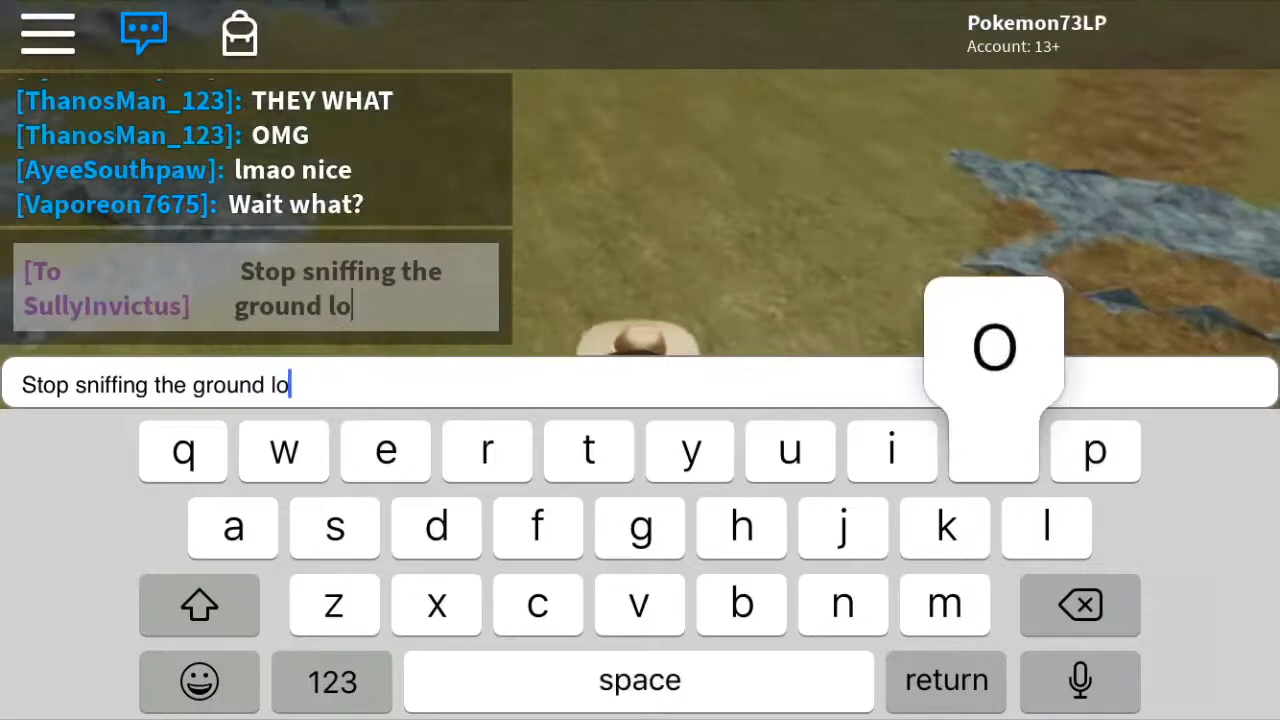 Pokemon73LP
Account: 13+
[ThanosMan_123]: THEY WHAT
[ThanosMan_123]: OMG
[AyeeSouthpaw]: lmao nice
[Vaporeon7675]: Wait what?
[To SullyInvictus] Stop sniffing the
ground lo
Stop sniffing the ground lo
O
q w e r t y u i p
a s d f g h j k l
z x c v b n m
123 space return